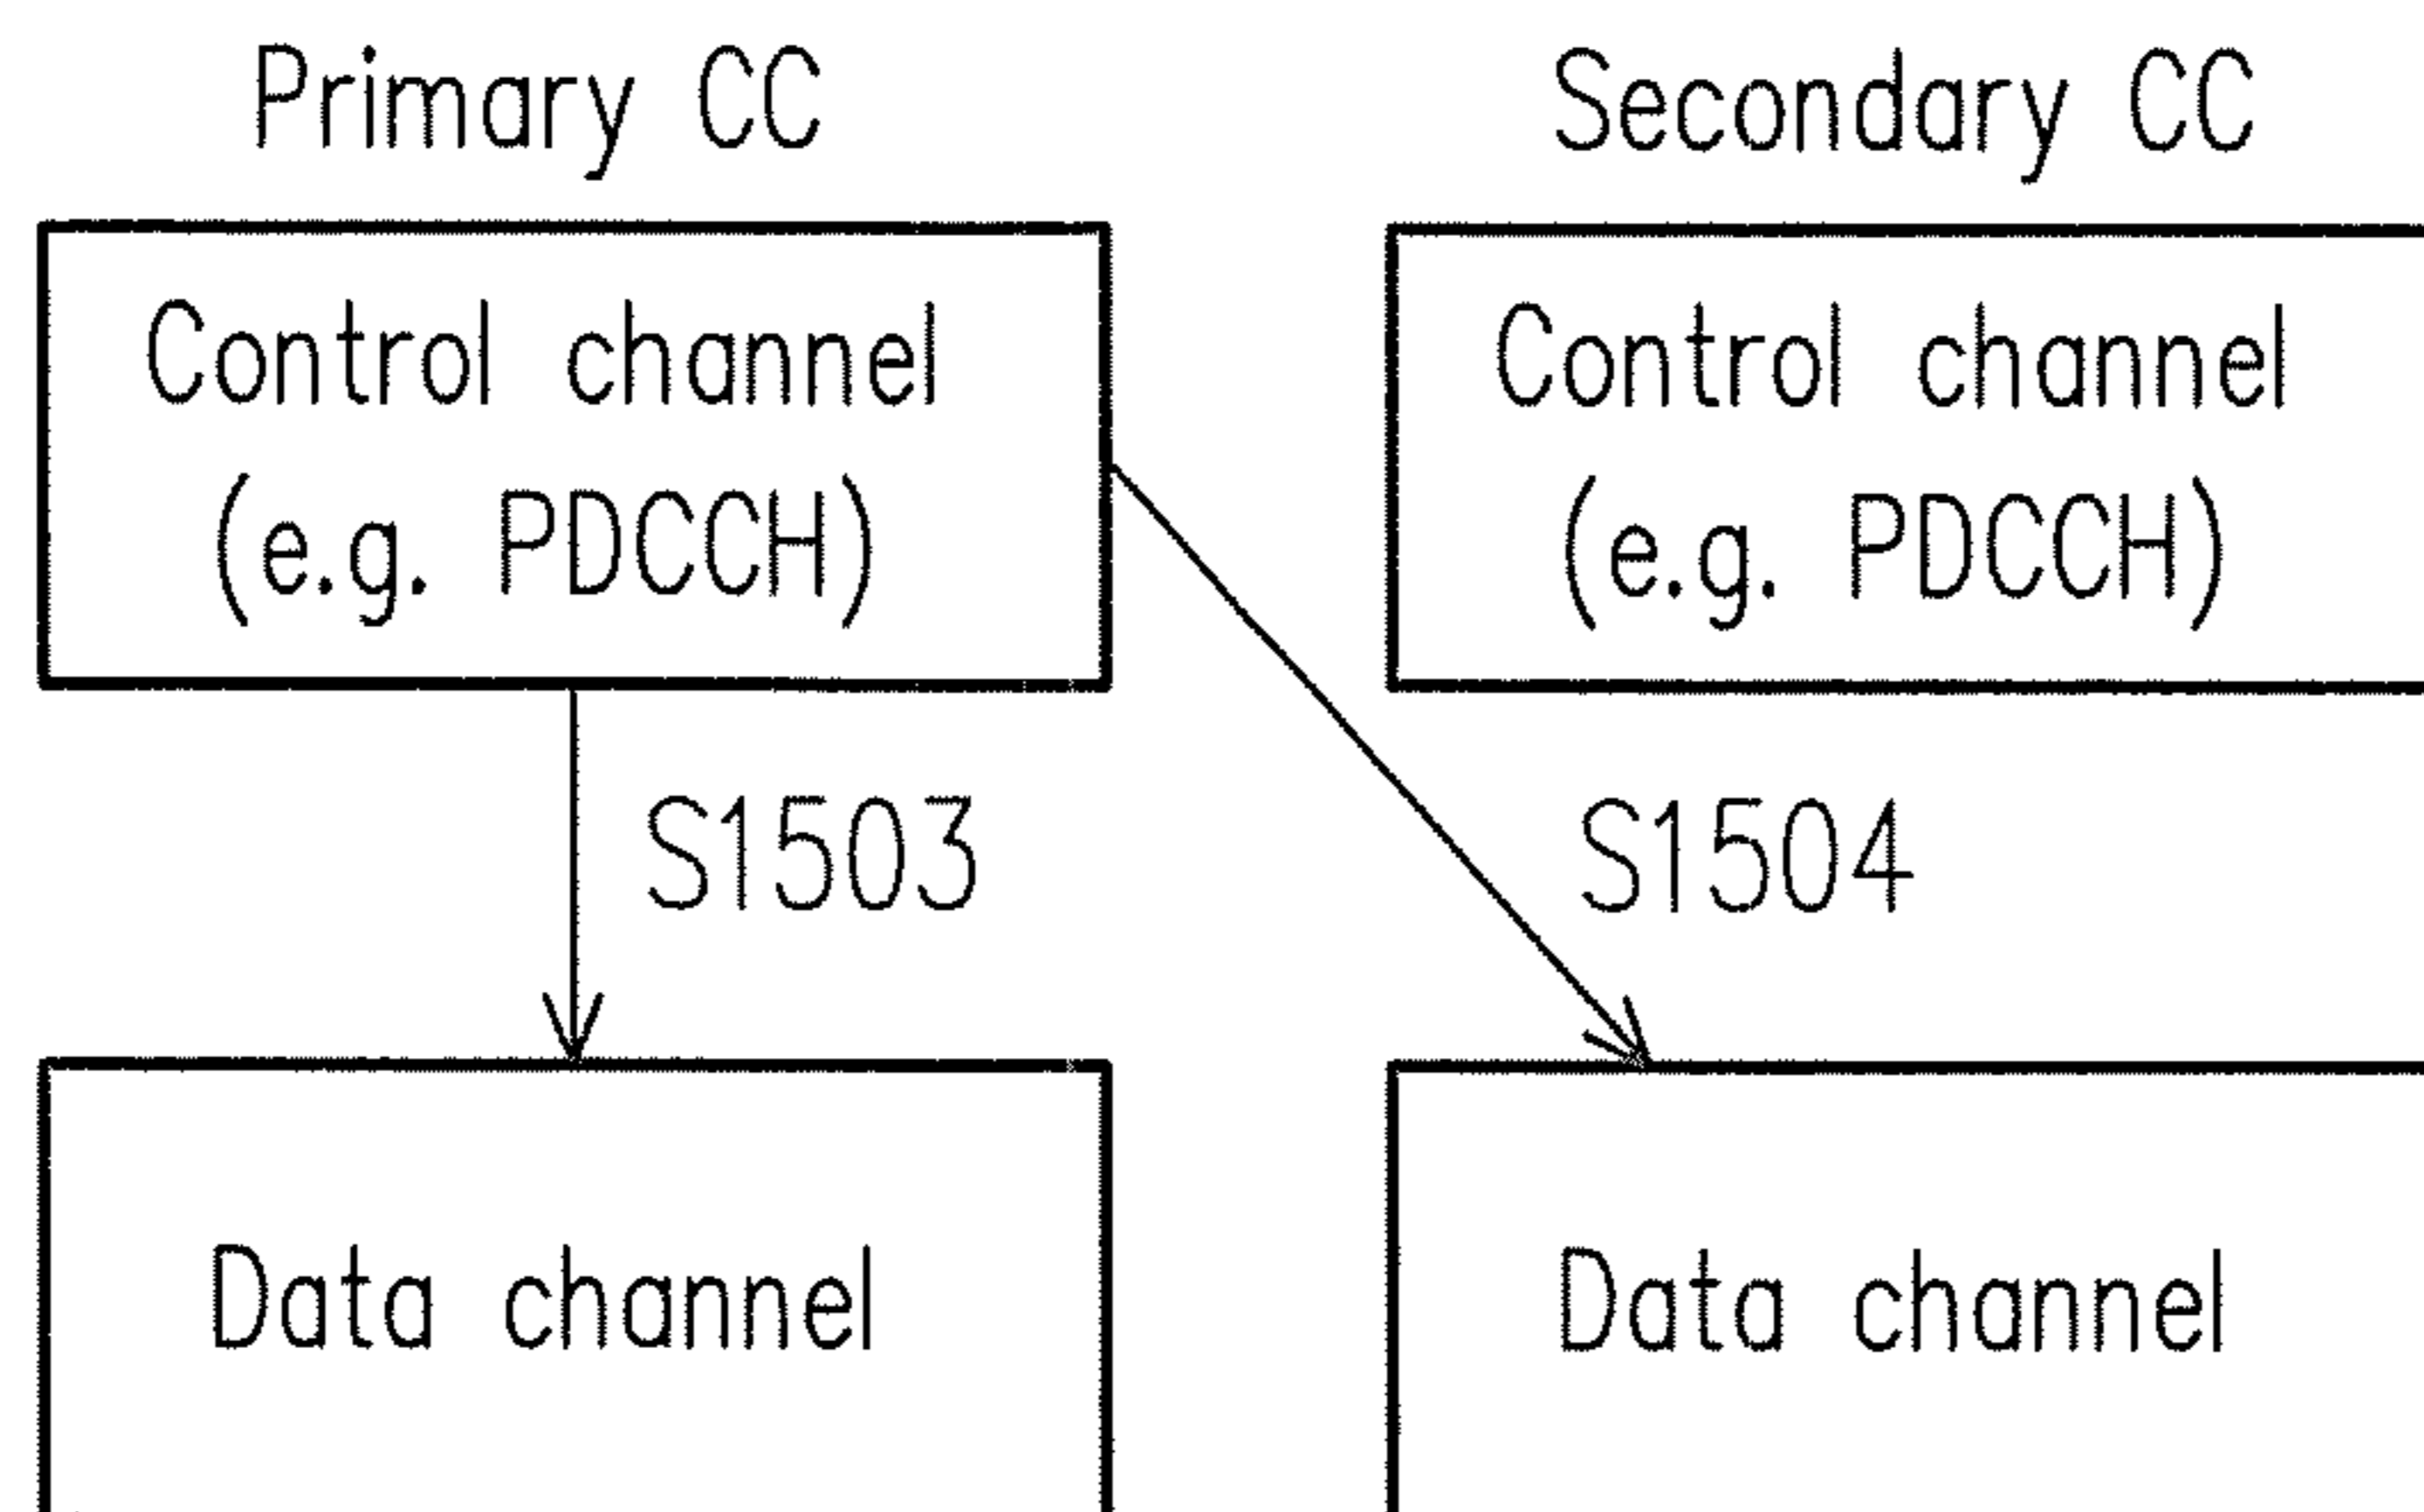 Primary CC
Secondary CC
Control channel
(e.g. PDCCH)
Control channel
(e.g. PDCCH)
S1503
S1504
Data channel
Data channel